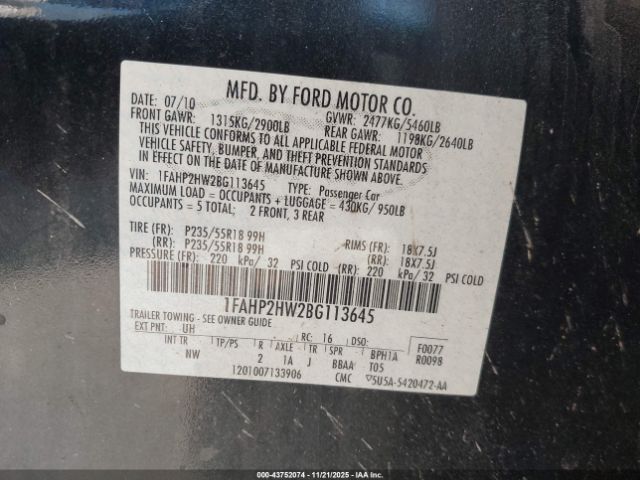 MFD. BY FORD MOTOR CO.
DATE: 07/10 GVWR: 2477KG/5460LB
FRONT GAWR: 1315KG/2900LB REAR GAWR: 1198KG/2640LB
THIS VEHICLE CONFORMS TO ALL APPLICABLE FEDERAL MOTOR
VEHICLE SAFETY, BUMPER, AND THEFT PREVENTION STANDARDS
IN EFFECT ON THE DATE OF MANUFACTURE SHOWN ABOVE.
VIN: 1FAHP2HW2BG113645 TYPE: Passenger Car
MAXIMUM LOAD = OCCUPANTS + LUGGAGE = 430KG/950LB
OCCUPANTS = 5 TOTAL; 2 FRONT, 3 REAR
TIRE (FR): P235/55R18 99H RIMS (FR): 18X7.5J
(RR): P235/55R18 99H (RR): 18X7.5J
PRESSURE (FR): 220 kPa/ 32 PSI COLD (RR): 220 kPa/ 32 PSI COLD
1FAHP2HW2BG113645
TRAILER TOWING - SEE OWNER GUIDE
EXT PNT: UH RC: 16 DSO: F0077
INT TR TP/PS R AXLE TR SPR BPH1A R0098
NW 2 1A J BBAA T05
1201007133906 CMC ▽5U5A-5420472-AA
000-43752074 - 11/21/2025 - IAA, Inc.